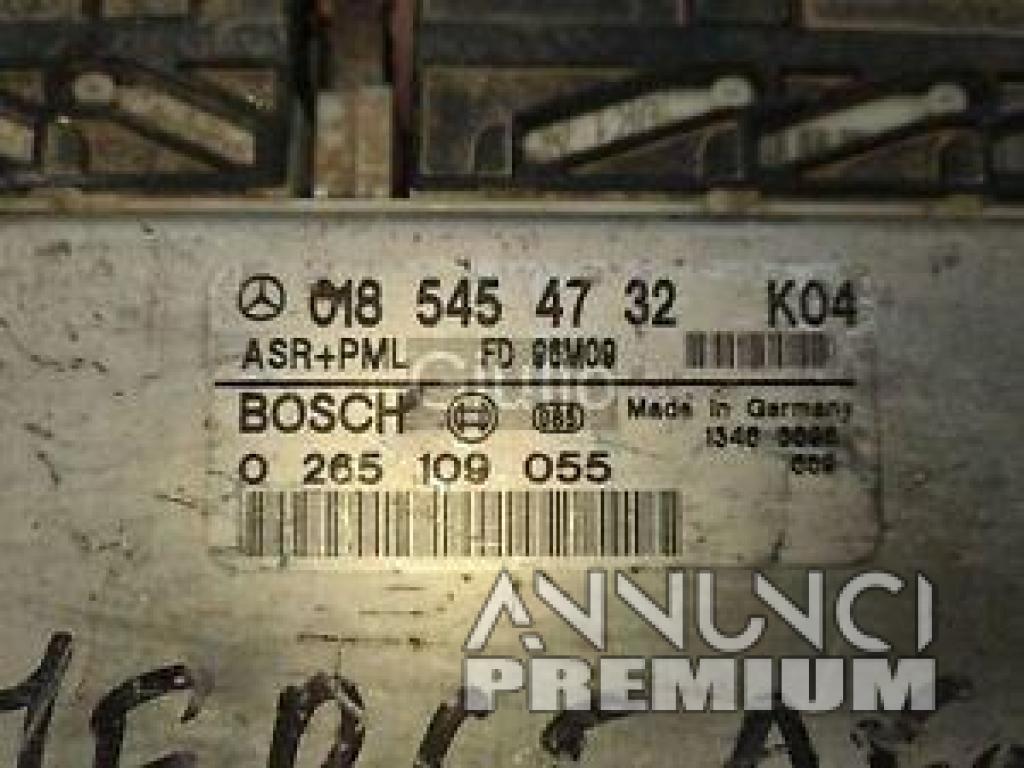 018 545 47 32 K04
ASR+PML FD 96M09
BOSCH 065 Made in Germany
0 265 109 055
ANNUNCI
PREMIUM